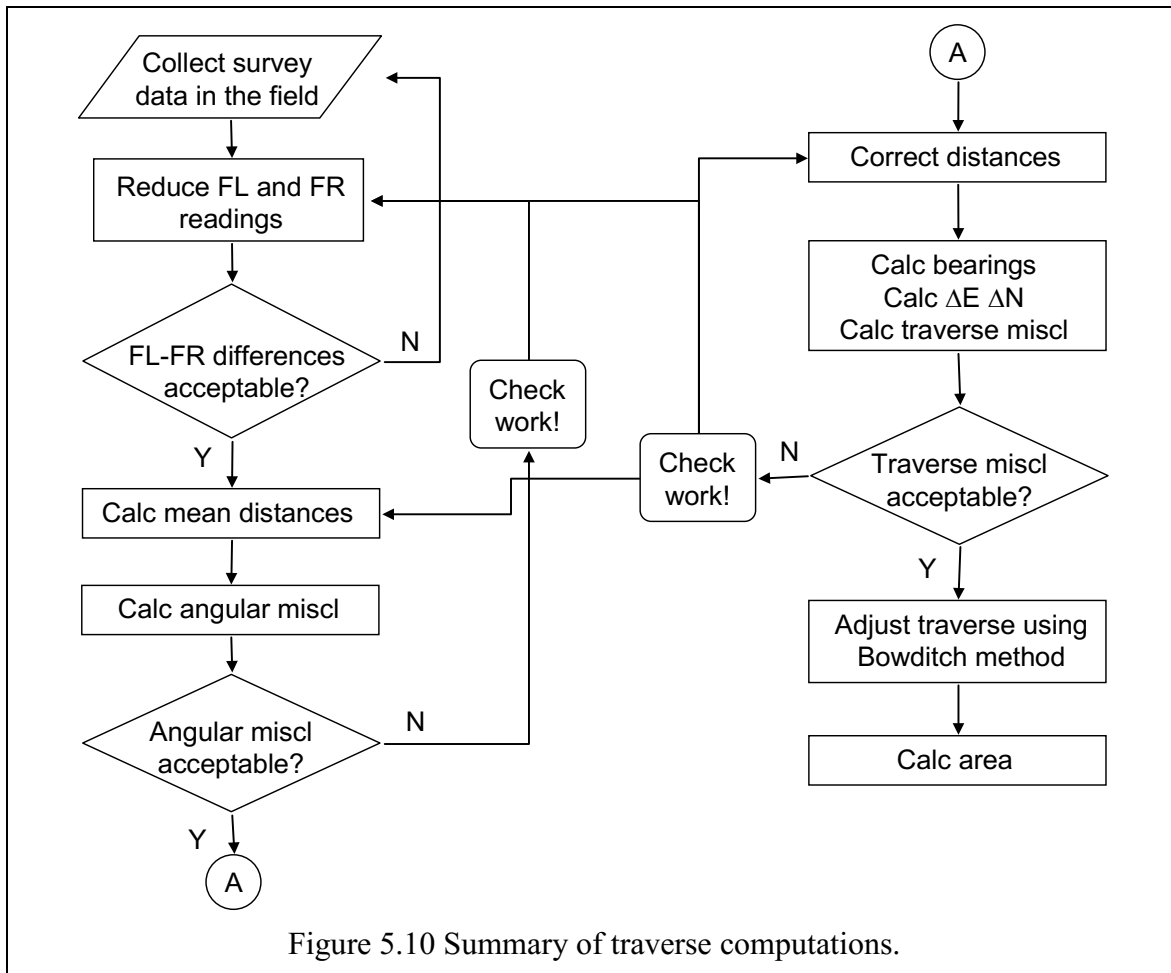 Collect survey
data in the field
Reduce FL and FR
readings
FL-FR differences
acceptable?
N
Y
Calc mean distances
Calc angular miscl
Angular miscl
acceptable?
N
Y
A
Check
work!
Check
work!
A
Correct distances
Calc bearings
Calc ΔE ΔN
Calc traverse miscl
Traverse miscl
acceptable?
N
Y
Adjust traverse using
Bowditch method
Calc area
Figure 5.10 Summary of traverse computations.